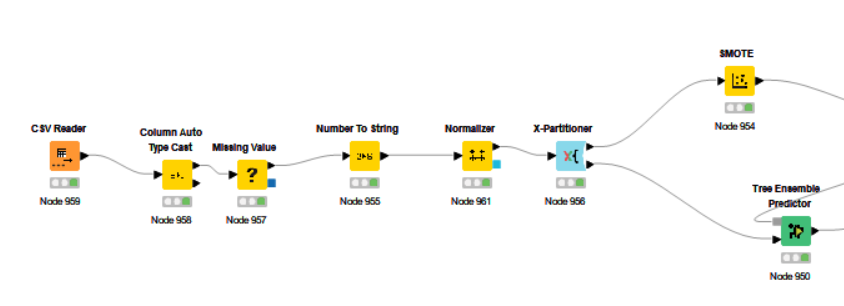 SMOTE
Node 954
CSV Reader
Node 959
Column Auto
Type Cast
Node 958
Missing Value
?
Node 957
Number To String
2→S
Node 955
Normalizer
Node 961
X-Partitioner
X{
Node 956
Tree Ensemble
Predictor
Node 950